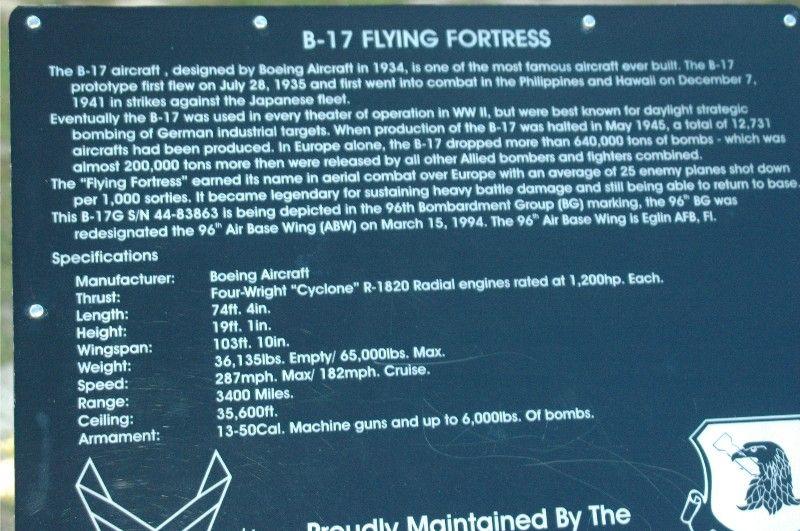 B-17 FLYING FORTRESS
The B-17 aircraft , designed by Boeing Aircraft in 1934, is one of the most famous aircraft ever built. The B-17
prototype first flew on July 28, 1935 and first went into combat in the Philippines and Hawaii on December 7,
1941 in strikes against the Japanese fleet.
Eventually the B-17 was used in every theater of operation in WW II, but were best known for daylight strategic
bombing of German industrial targets. When production of the B-17 was halted in May 1945, a total of 12,731
aircrafts had been produced. In Europe alone, the B-17 dropped more than 640,000 tons of bombs - which was
almost 200,000 tons more then were released by all other Allied bombers and fighters combined.
The "Flying Fortress" earned its name in aerial combat over Europe with an average of 25 enemy planes shot down
per 1,000 sorties. It became legendary for sustaining heavy battle damage and still being able to return to base.
This B-17G S/N 44-83863 is being depicted in the 96th Bombardment Group (BG) marking, the 96th BG was
redesignated the 96th Air Base Wing (ABW) on March 15, 1994. The 96th Air Base Wing is Eglin AFB, Fl.
Specifications
Manufacturer: Boeing Aircraft
Thrust: Four-Wright "Cyclone" R-1820 Radial engines rated at 1,200hp. Each.
Length: 74ft. 4in.
Height: 19ft. 1in.
Wingspan: 103ft. 10in.
Weight: 36,135lbs. Empty/ 65,000lbs. Max.
Speed: 287mph. Max/ 182mph. Cruise.
Range: 3400 Miles.
Ceiling: 35,600ft.
Armament: 13-50Cal. Machine guns and up to 6,000lbs. Of bombs.
Proudly Maintained By The